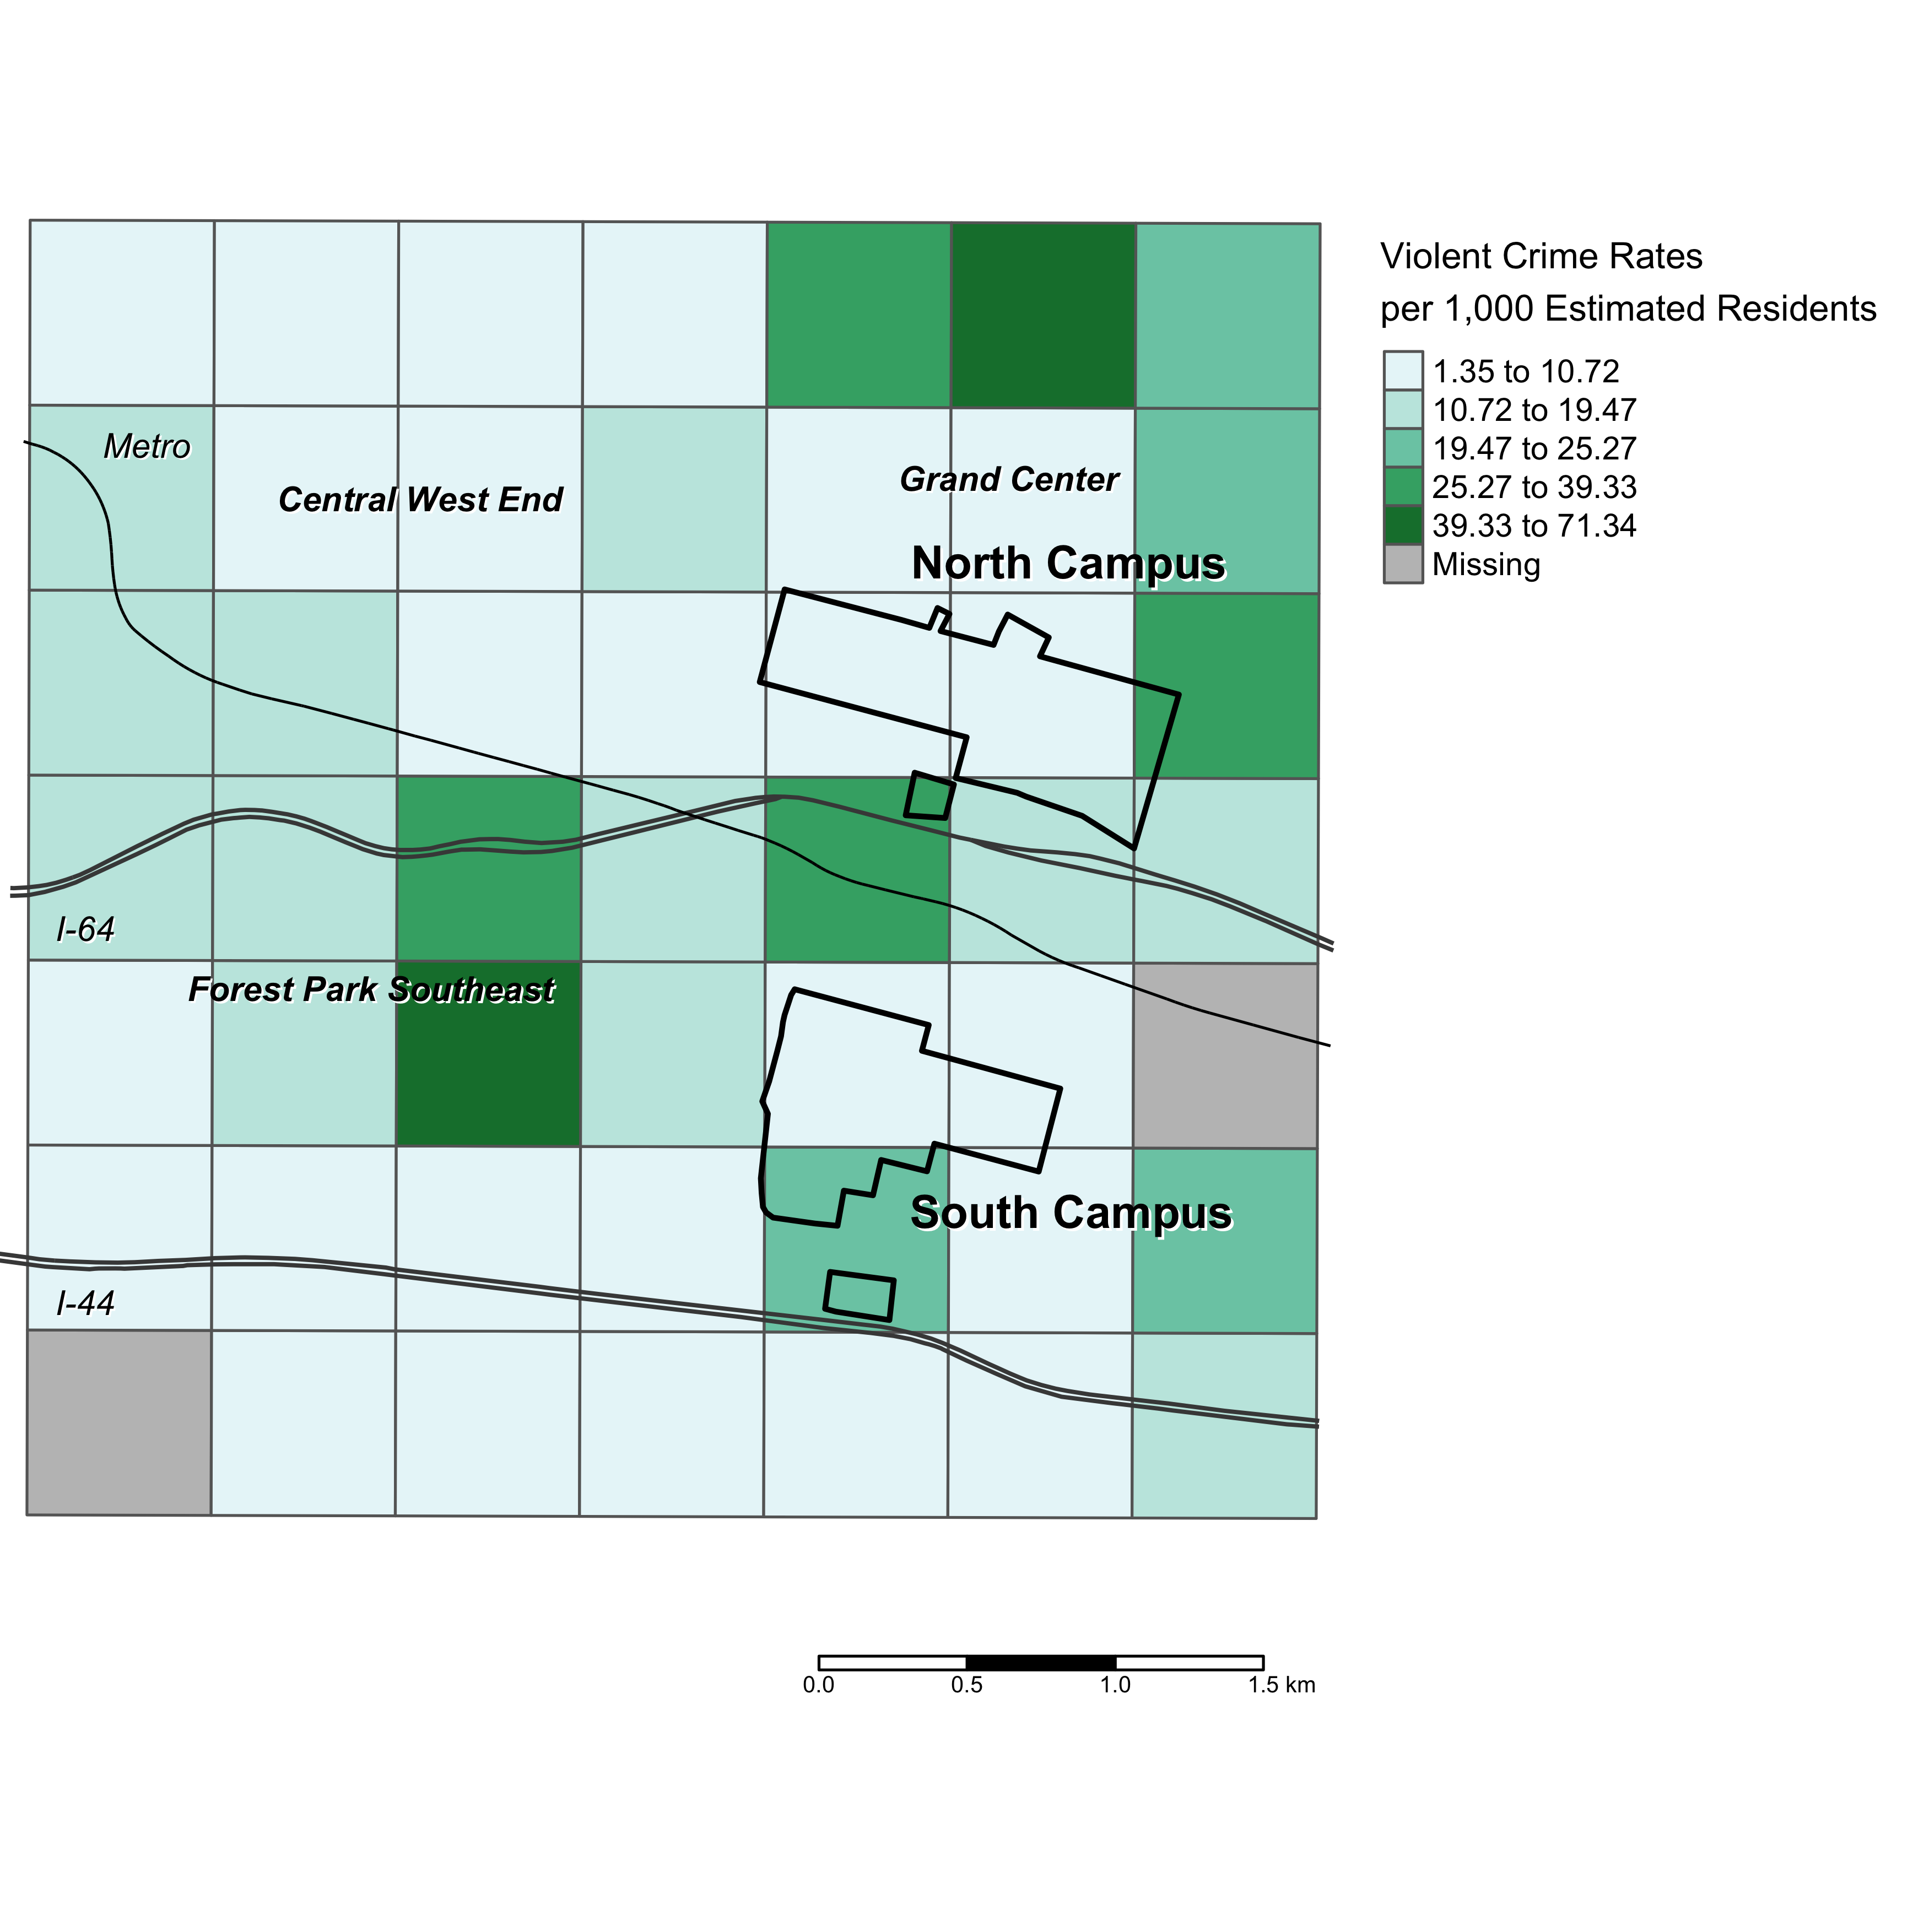 Violent Crime Rates
per 1,000 Estimated Residents
1.35 to 10.72
10.72 to 19.47
19.47 to 25.27
25.27 to 39.33
39.33 to 71.34
Missing
Metro
Central West End
Grand Center
North Campus
I-64
Forest Park Southeast
South Campus
I-44
0.0 0.5 1.0 1.5 km